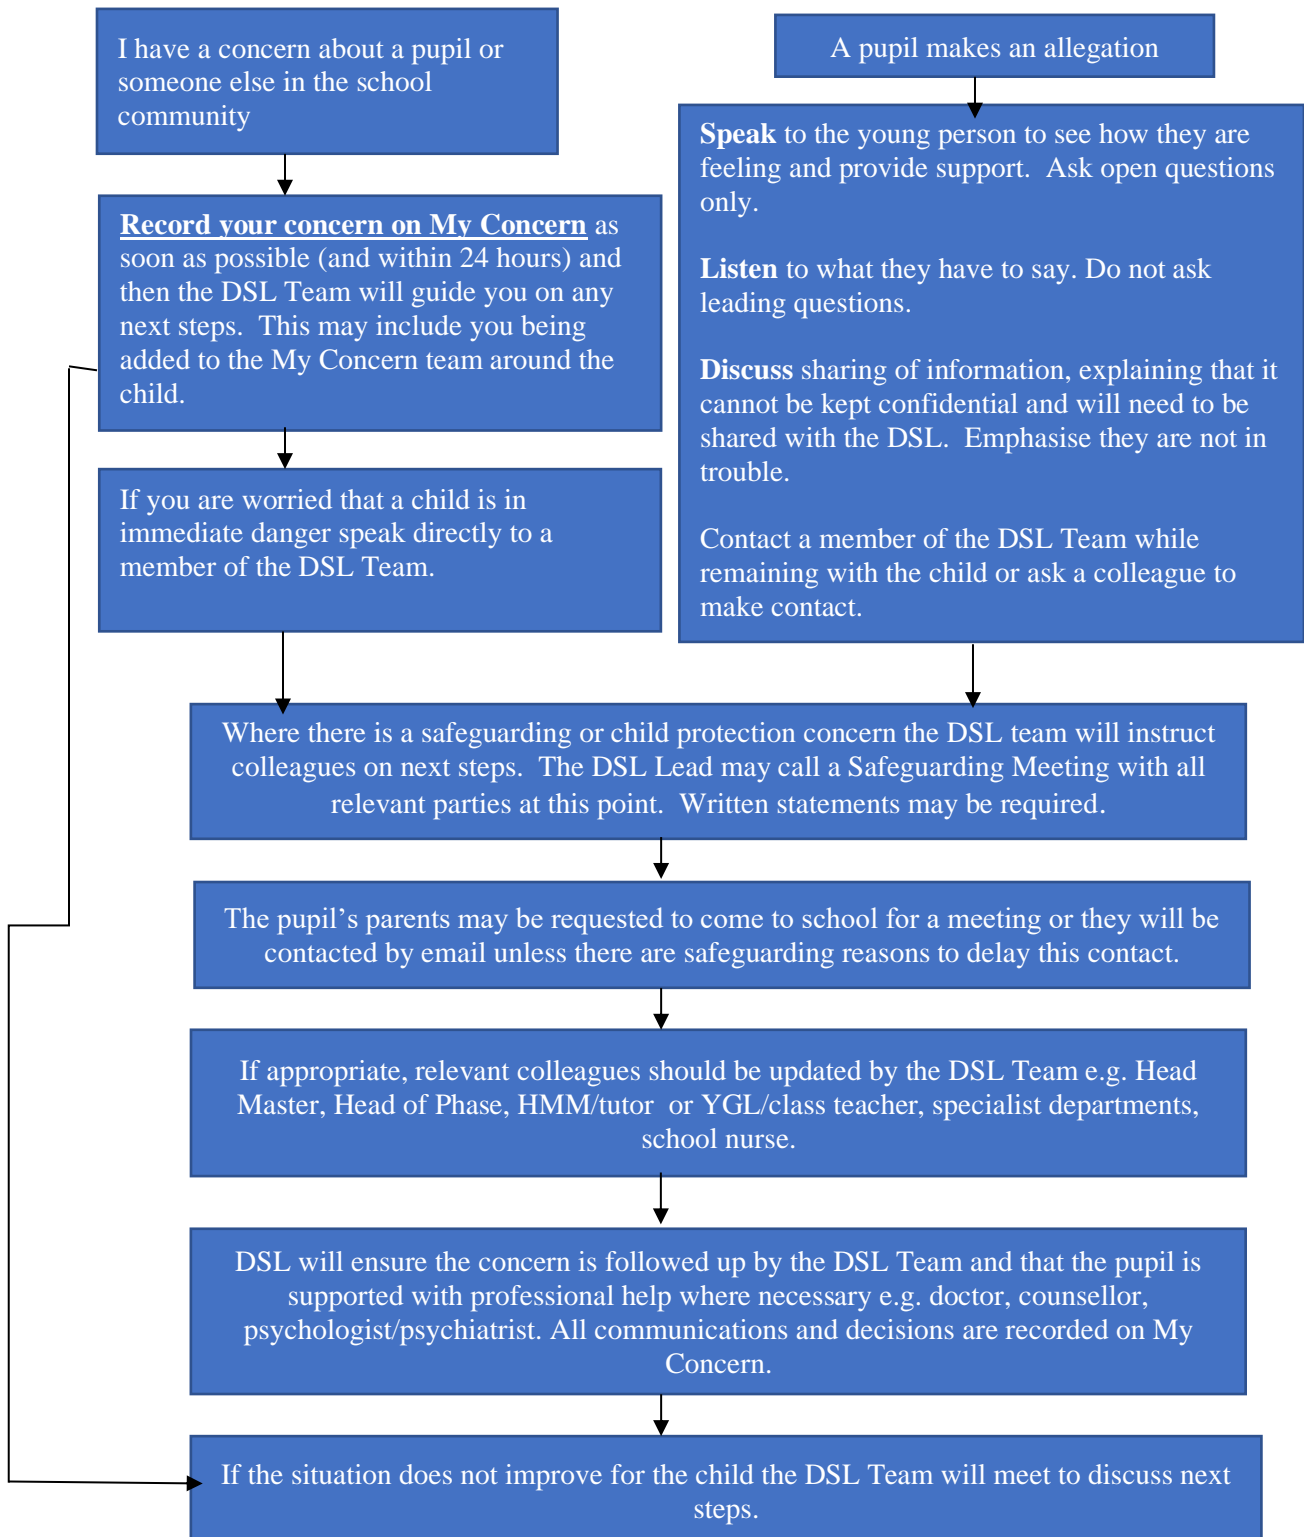 I have a concern about a pupil or
someone else in the school
community
Record your concern on My Concern as
soon as possible (and within 24 hours) and
then the DSL Team will guide you on any
next steps.  This may include you being
added to the My Concern team around the
child.
If you are worried that a child is in
immediate danger speak directly to a
member of the DSL Team.
A pupil makes an allegation
Speak to the young person to see how they are
feeling and provide support.  Ask open questions
only.
Listen to what they have to say. Do not ask
leading questions.
Discuss sharing of information, explaining that it
cannot be kept confidential and will need to be
shared with the DSL.  Emphasise they are not in
trouble.
Contact a member of the DSL Team while
remaining with the child or ask a colleague to
make contact.
Where there is a safeguarding or child protection concern the DSL team will instruct
colleagues on next steps.  The DSL Lead may call a Safeguarding Meeting with all
relevant parties at this point.  Written statements may be required.
The pupil’s parents may be requested to come to school for a meeting or they will be
contacted by email unless there are safeguarding reasons to delay this contact.
If appropriate, relevant colleagues should be updated by the DSL Team e.g. Head
Master, Head of Phase, HMM/tutor  or YGL/class teacher, specialist departments,
school nurse.
DSL will ensure the concern is followed up by the DSL Team and that the pupil is
supported with professional help where necessary e.g. doctor, counsellor,
psychologist/psychiatrist. All communications and decisions are recorded on My
Concern.
If the situation does not improve for the child the DSL Team will meet to discuss next
steps.